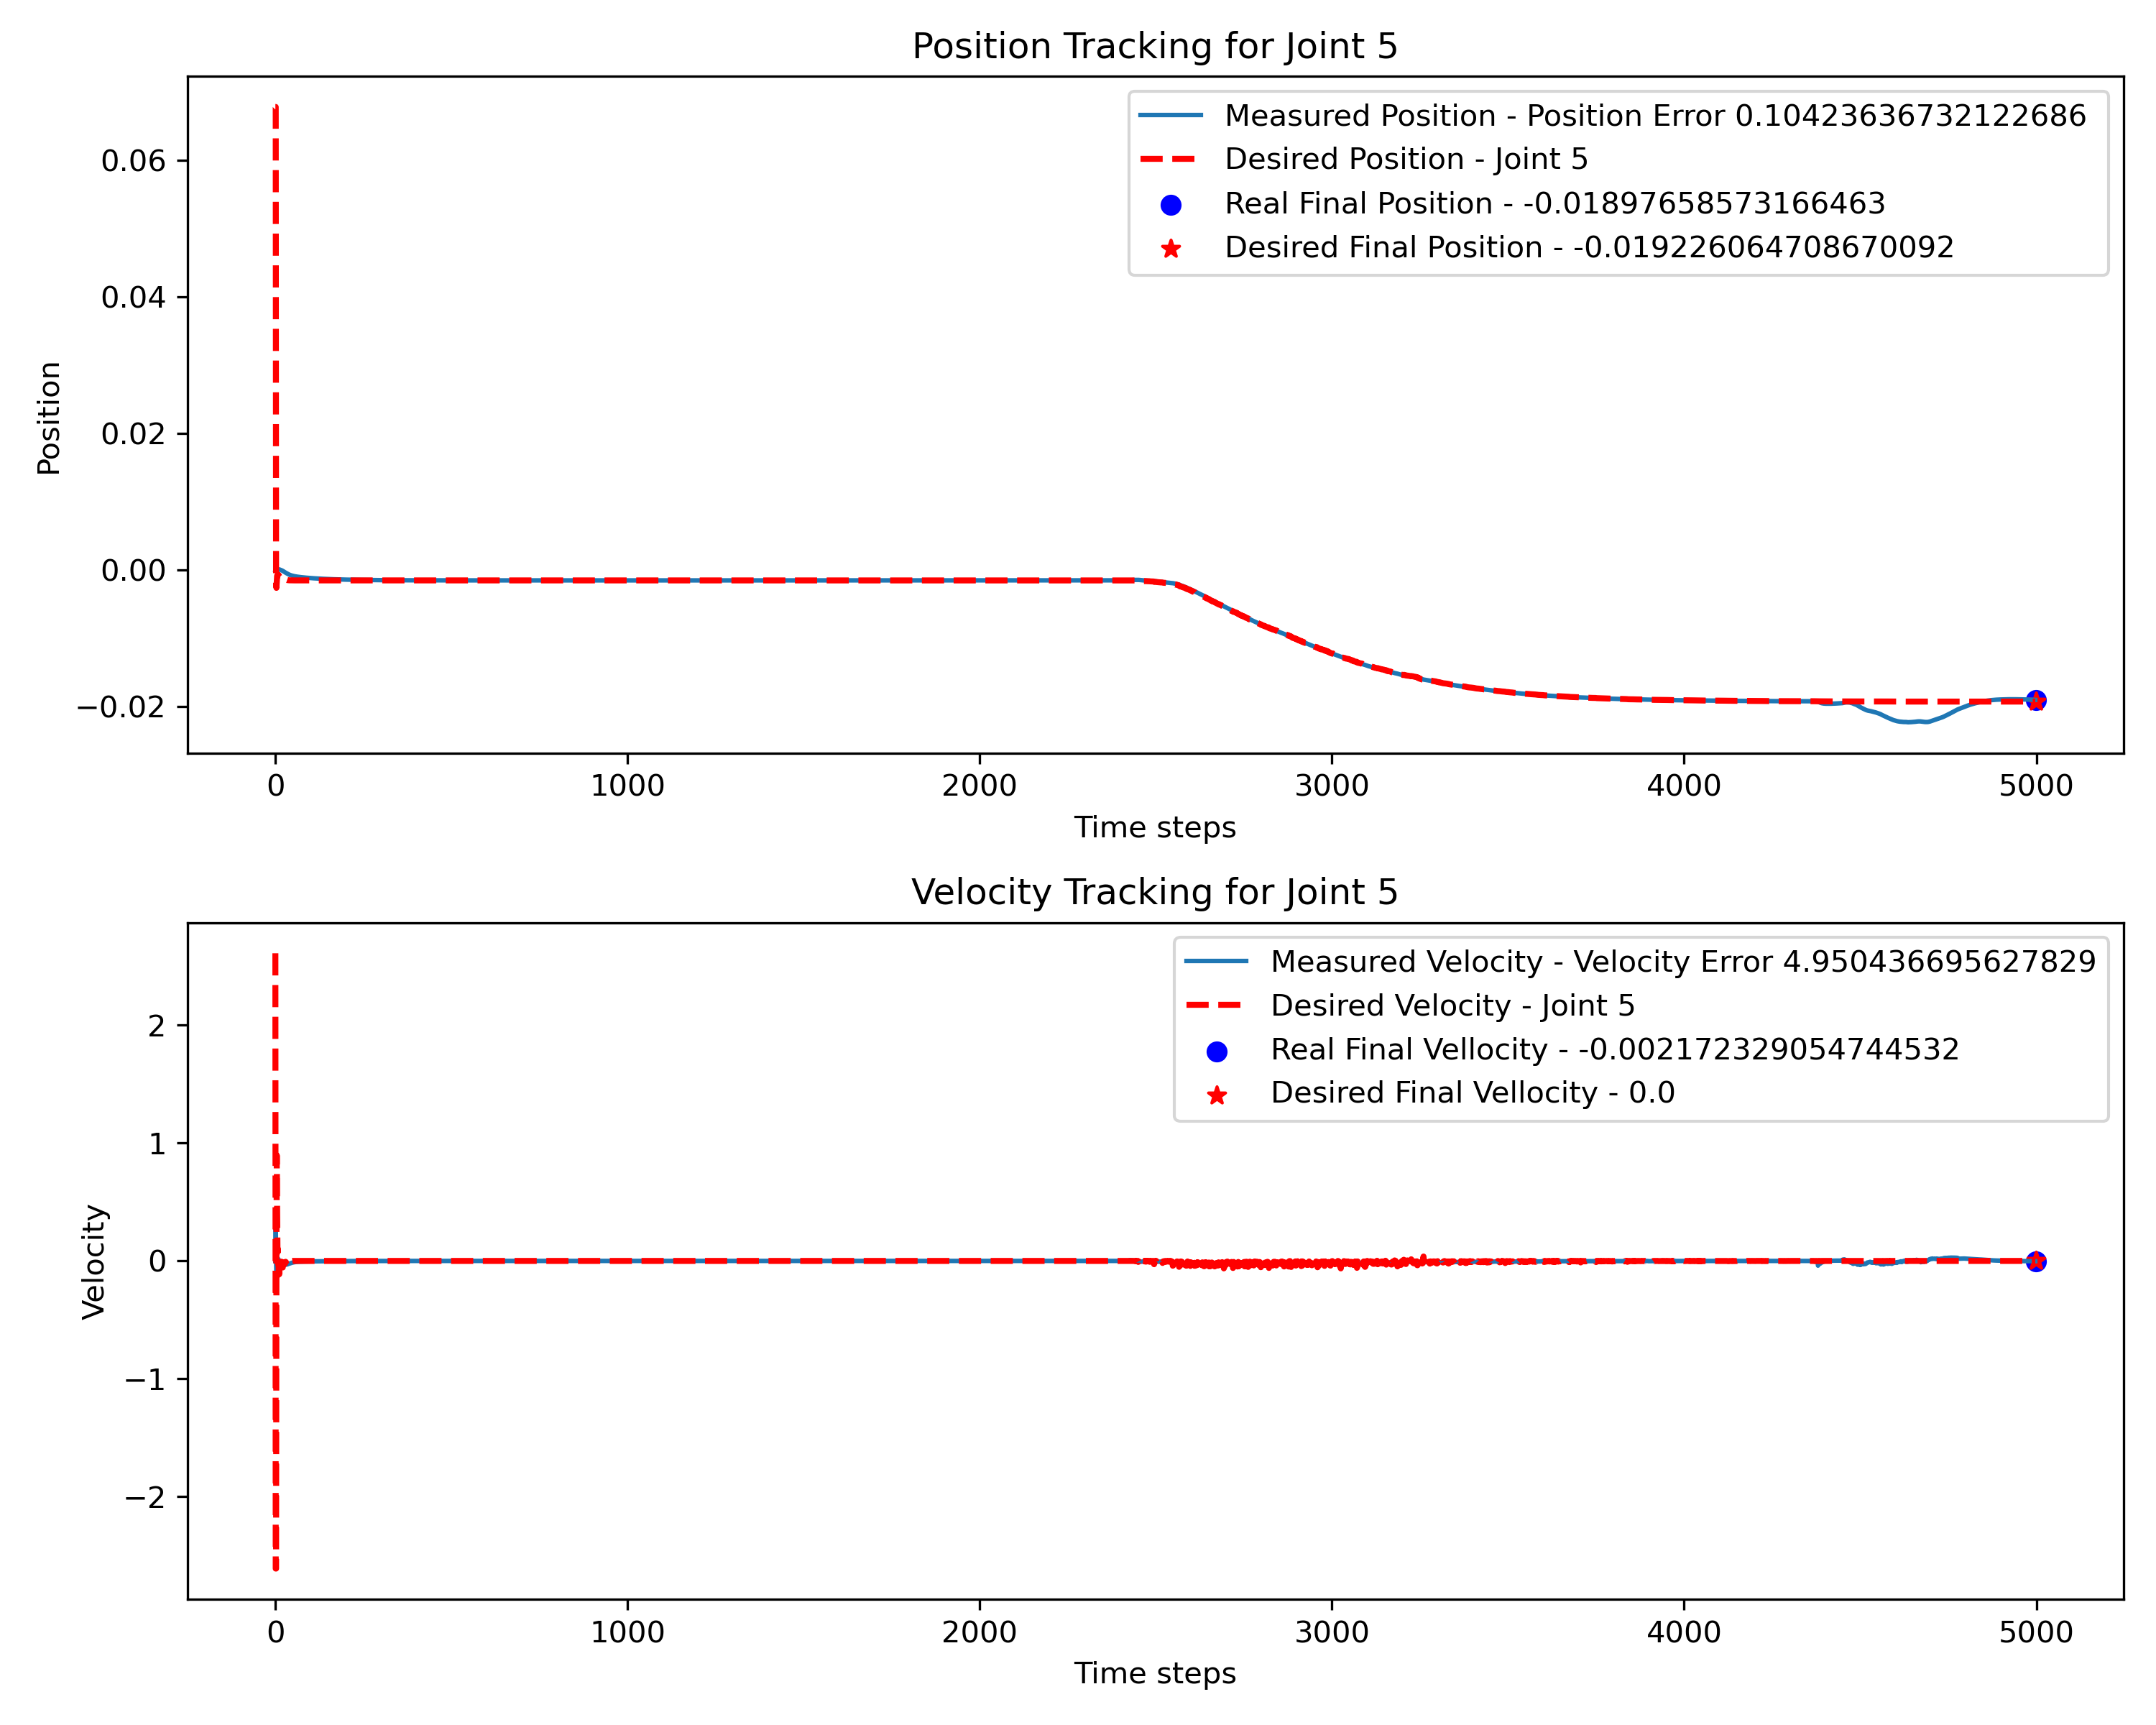 Position Tracking for Joint 5
Measured Position - Position Error 0.10423636732122686
Desired Position - Joint 5
Real Final Position - -0.01897658573166463
Desired Final Position - -0.019226064708670092
Position
0.06
0.04
0.02
0.00
−0.02
0 1000 2000 3000 4000 5000
Time steps
Velocity Tracking for Joint 5
Measured Velocity - Velocity Error 4.950436695627829
Desired Velocity - Joint 5
Real Final Vellocity - -0.002172329054744532
Desired Final Vellocity - 0.0
Velocity
2
1
0
−1
−2
0 1000 2000 3000 4000 5000
Time steps